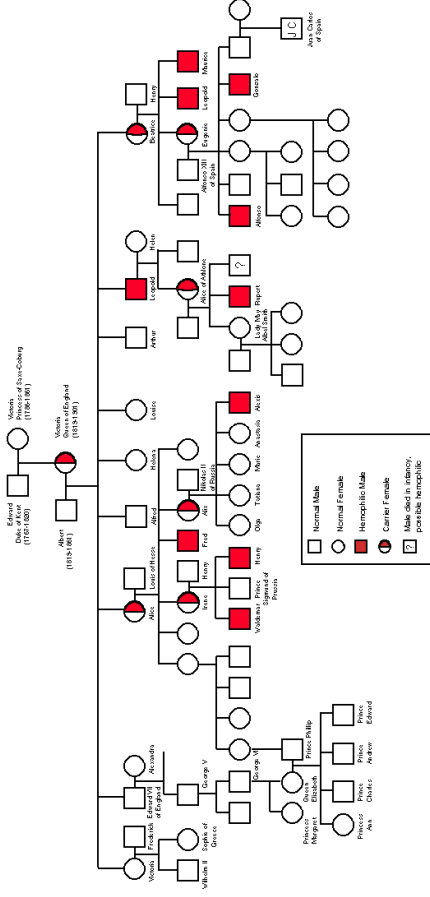 Edward
Duke of Kent
(1767-1820)
Victoria
Princess of Saxe-Coberg
(1786-1861)
Albert
(1819-1861)
Victoria
Queen of England
(1819-1901)
Victoria
Frederick
Edward VII
of England
Alexandra
Alice
Louis of Hesse
Alfred
Helena
Louise
Arthur
Leopold
Helen
Beatrice
Henry
Wilhelm II
Sophie of
Greece
George V
Irene
Henry
Fred
Alix
Nikolas II
of Russia
Alice of Athlone
Alfonso XIII
of Spain
Eugenie
Leopold
Maurice
George VI
Waldemar
Prince
Sigmund of
Prussia
Henry
Olga
Tatiana
Marie
Anastasia
Alexis
Lady May
Abel Smith
Rupert
?
Alfonso
Gonzalo
Princess
Margaret
Queen
Elizabeth
Prince Phillip
J C
Juan Carlos
of Spain
Princess
Ann
Prince
Charles
Prince
Andrew
Prince
Edward
Normal Male
Normal Female
Hemophilic Male
Carrier Female
? Male died in infancy,
possible hemophilic